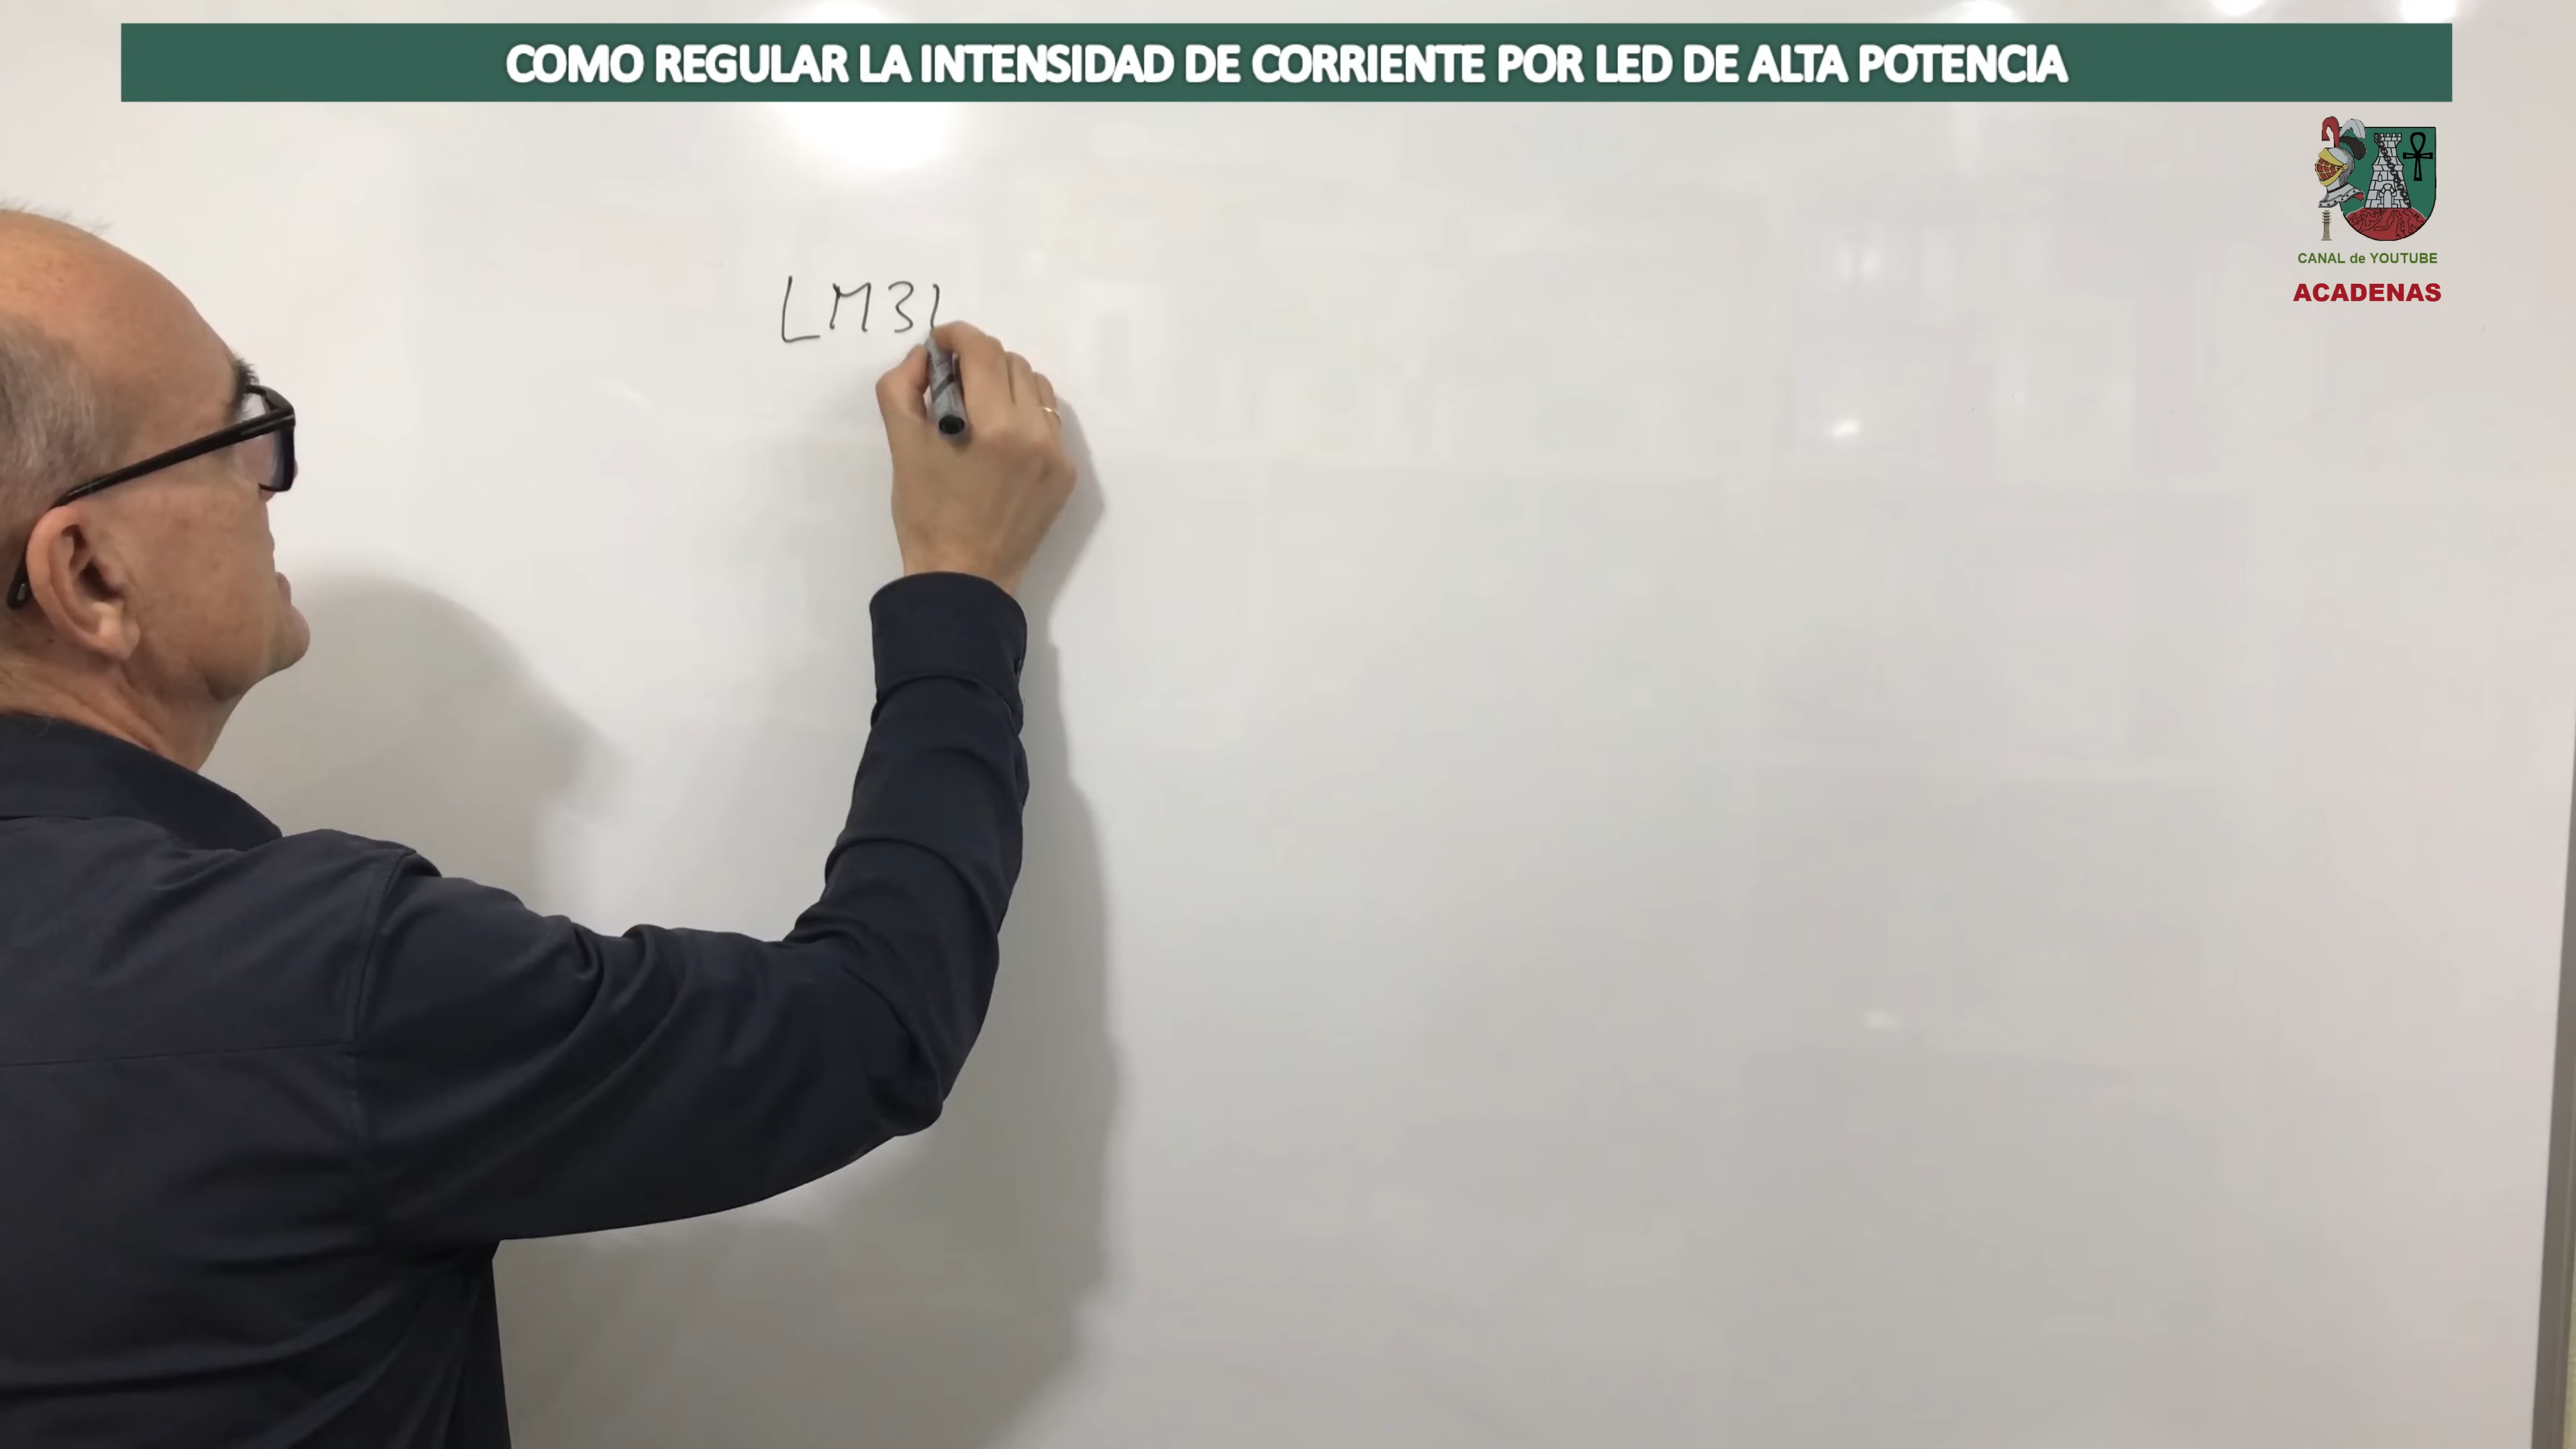 COMO REGULAR LA INTENSIDAD DE CORRIENTE POR LED DE ALTA POTENCIA
CANAL de YOUTUBE
ACADENAS
LM31